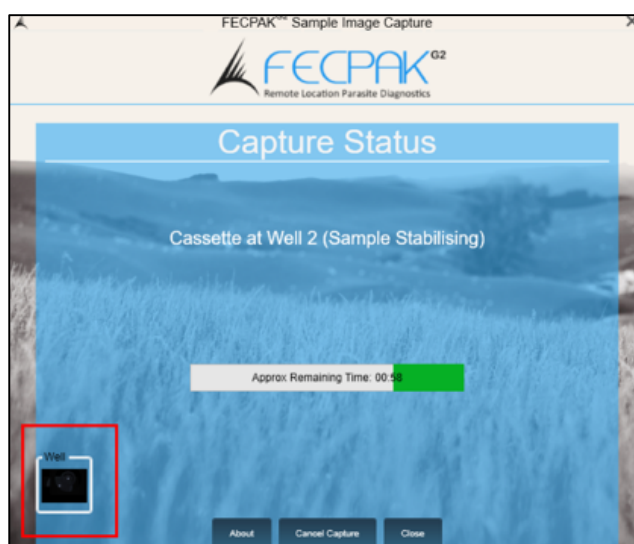 FECPAK G2 Sample Image Capture
FECPAK G2
Remote Location Parasite Diagnostics
Capture Status
Cassette at Well 2 (Sample Stabilising)
Approx Remaining Time: 00:58
Well
About Cancel Capture Close